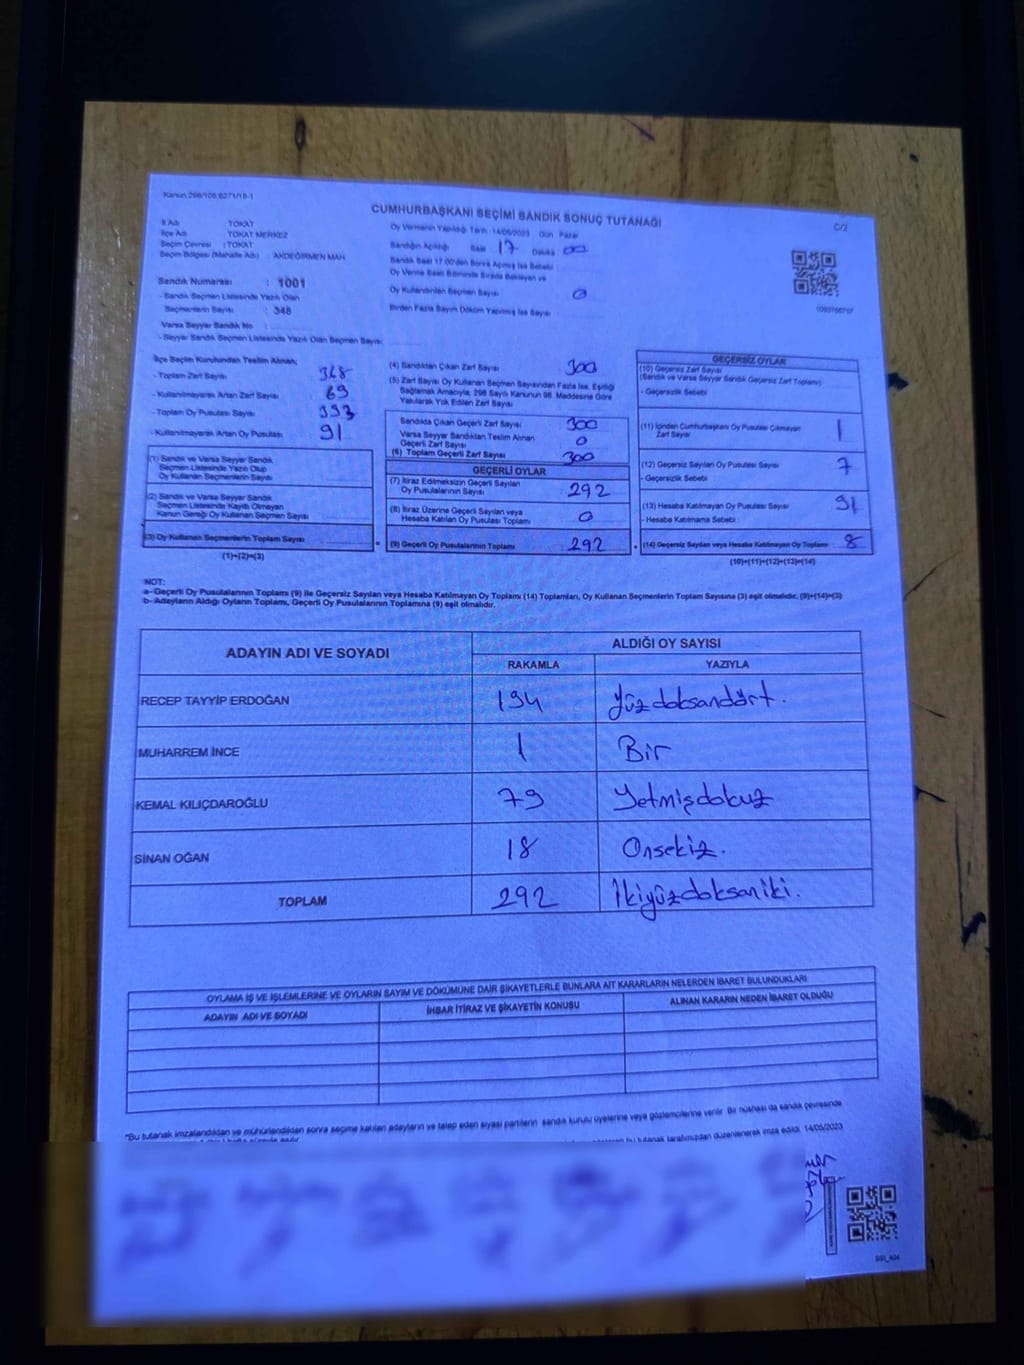 Kanun:298/106:6271/18-1
CUMHURBAŞKANI SEÇİMİ SANDIK SONUÇ TUTANAĞI
C/2
İl Adı : TOKAT
İlçe Adı : TOKAT MERKEZ
Seçim Çevresi : TOKAT
Seçim Bölgesi (Mahalle Adı) : AKDEĞİRMEN MAH
Sandık Numarası : 1001
- Sandık Seçmen Listesinde Yazılı Olan
Seçmenlerin Sayısı : 348
Varsa Seyyar Sandık No :
- Seyyar Sandık Seçmen Listesinde Yazılı Olan Seçmen Sayısı
Oy Vermenin Yapıldığı Tarih 14/05/2023 Gün Pazar
Sandığın Açıldığı Saat 17 Dakika 00
Sandık Saat 17:00'den Sonra Açılmış İse Sebebi
Oy Verme Saati Bitiminde Sırada Bekleyen ve
Oy Kullandırılan Seçmen Sayısı 0
Birden Fazla Sayım Döküm Yapılmış İse Sayısı
İlçe Seçim Kurulundan Teslim Alınan;
- Toplam Zarf Sayısı 368
- Kullanılmayarak Artan Zarf Sayısı 69
- Toplam Oy Pusulası Sayısı 393
- Kullanılmayarak Artan Oy Pusulası 91
(1) Sandık ve Varsa Seyyar Sandık
Seçmen Listesinde Yazılı Olup
Oy Kullanan Seçmenlerin Sayısı
(2) Sandık ve Varsa Seyyar Sandık
Seçmen Listesinde Kayıtlı Olmayan
Kanun Gereği Oy Kullanan Seçmen Sayısı
(3) Oy Kullanan Seçmenlerin Toplam Sayısı
(1)+(2)=(3)
(4) Sandıktan Çıkan Zarf Sayısı 300
(5) Zarf Sayısı Oy Kullanan Seçmen Sayısından Fazla İse, Eşitliği
Sağlamak Amacıyla; 298 Sayılı Kanunun 98. Maddesine Göre
Yakılarak Yok Edilen Zarf Sayısı
Sandıkta Çıkan Geçerli Zarf Sayısı 300
Varsa Seyyar Sandıktan Teslim Alınan
Geçerli Zarf Sayısı 0
(6) Toplam Geçerli Zarf Sayısı 300
GEÇERLİ OYLAR
(7) İtiraz Edilmeksizin Geçerli Sayılan
Oy Pusulalarının Sayısı 292
(8) İtiraz Üzerine Geçerli Sayılan veya
Hesaba Katılan Oy Pusulası Toplamı 0
(9) Geçerli Oy Pusulalarının Toplamı 292
GEÇERSİZ OYLAR
(10) Geçersiz Zarf Sayısı
(Sandık ve Varsa Seyyar Sandık Geçersiz Zarf Toplamı)
- Geçersizlik Sebebi
(11) İçinden Cumhurbaşkanı Oy Pusulası Çıkmayan
Zarf Sayısı 1
(12) Geçersiz Sayılan Oy Pusulası Sayısı 7
- Geçersizlik Sebebi
(13) Hesaba Katılmayan Oy Pusulası Sayısı 91
- Hesaba Katılmama Sebebi
(14) Geçersiz Sayılan veya Hesaba Katılmayan Oy Toplamı 8
(10)+(11)+(12)+(13)=(14)
NOT:
a- Geçerli Oy Pusulalarının Toplamı (9) ile Geçersiz Sayılan veya Hesaba Katılmayan Oy Toplamı (14) Toplamları, Oy Kullanan Seçmenlerin Toplam Sayısına (3) eşit olmalıdır. (9)+(14)=(3)
b- Adayların Aldığı Oyların Toplamı, Geçerli Oy Pusulalarının Toplamına (9) eşit olmalıdır.
ADAYIN ADI VE SOYADI
ALDIĞI OY SAYISI
RAKAMLA YAZIYLA
RECEP TAYYİP ERDOĞAN 194 Yüzdoksandört.
MUHARREM İNCE 1 Bir
KEMAL KILIÇDAROĞLU 79 Yetmişdokuz
SİNAN OĞAN 18 Onsekiz.
TOPLAM 292 İkiyüzdoksaniki.
OYLAMA İŞ VE İŞLEMLERİNE VE OYLARIN SAYIM VE DÖKÜMÜNE DAİR ŞİKAYETLERLE BUNLARA AİT KARARLARIN NELERDEN İBARET BULUNDUKLARI
ADAYIN ADI VE SOYADI İHBAR İTİRAZ VE ŞİKAYETİN KONUSU ALINAN KARARIN NEDEN İBARET OLDUĞU
*Bu tutanak imzalandıktan ve mühürlendikten sonra seçime katılan adayların ve talep eden siyasi partilerin sandık kurulu üyelerine veya gözlemcilerine verilir. Bir nüshası da sandık çevresinde
bu tutanak tarafımızdan düzenlenerek imza edildi. 14/05/2023